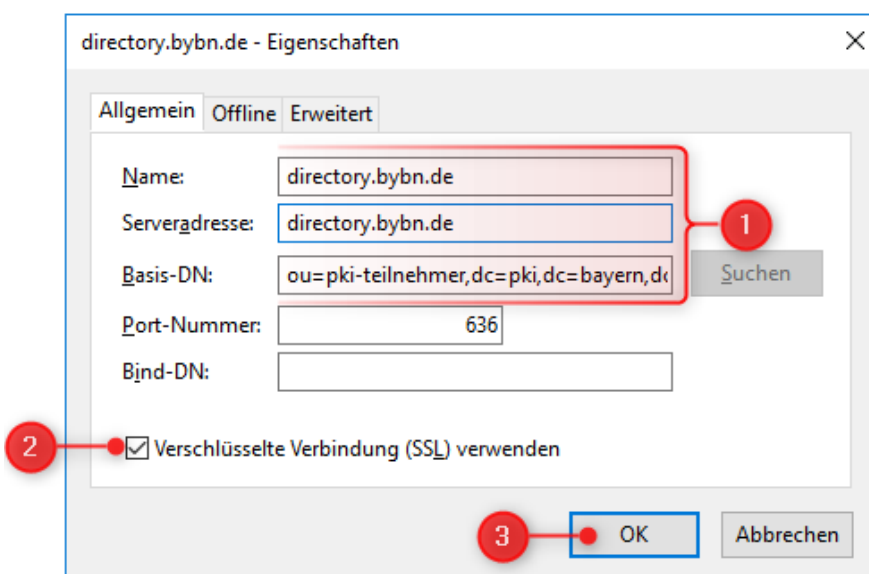 directory.bybn.de - Eigenschaften
Allgemein Offline Erweitert
Name: directory.bybn.de
Serveradresse: directory.bybn.de
1
Basis-DN: ou=pki-teilnehmer,dc=pki,dc=bayern,dc Suchen
Port-Nummer: 636
Bind-DN:
2 Verschlüsselte Verbindung (SSL) verwenden
3 OK Abbrechen